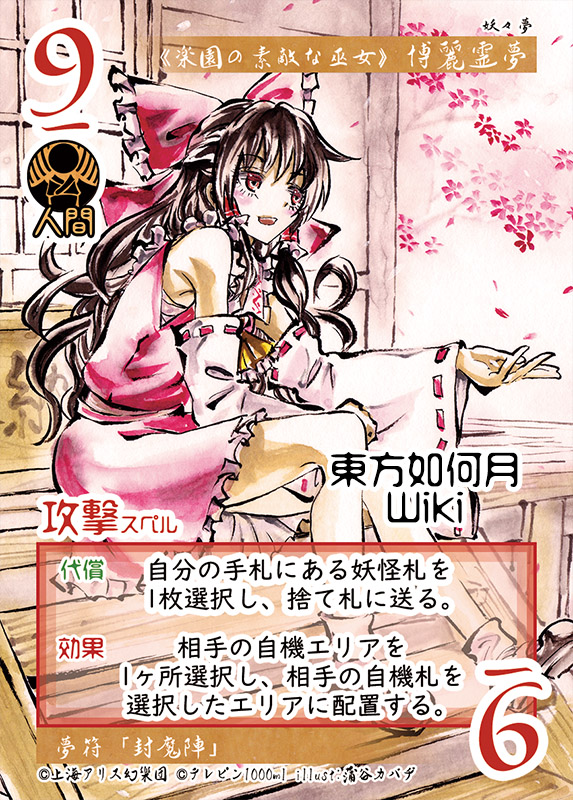 妖々夢
9
《楽園の素敵な巫女》 博麗霊夢
人間
東方如何月
Wiki
攻撃スペル
代償 自分の手札にある妖怪札を
1枚選択し、捨て札に送る。
効果 相手の自機エリアを
1ヶ所選択し、相手の自機札を
選択したエリアに配置する。
6
夢符「封魔陣」
©上海アリス幻樂団 ©テレピン1000ml illust:蒲谷カバヂ